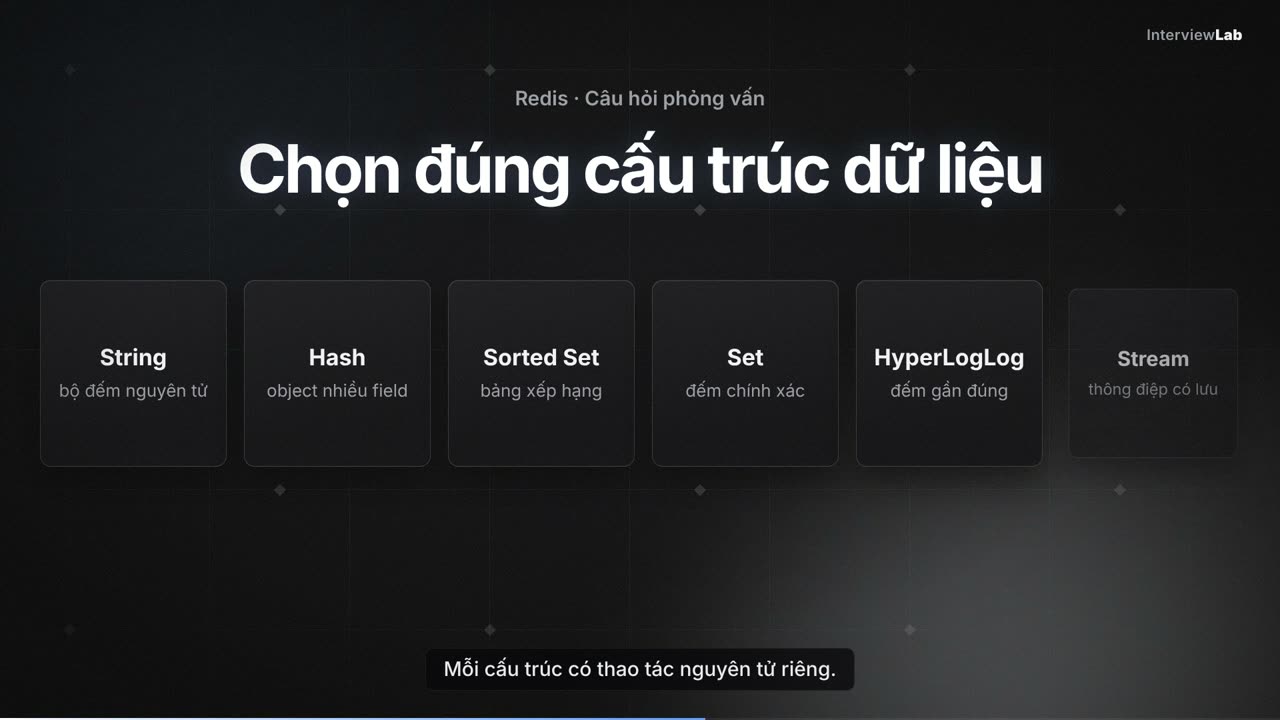 InterviewLab
Redis · Câu hỏi phỏng vấn
Chọn đúng cấu trúc dữ liệu
String
bộ đếm nguyên tử
Hash
object nhiều field
Sorted Set
bảng xếp hạng
Set
đếm chính xác
HyperLogLog
đếm gần đúng
Stream
thông điệp có lưu
Mỗi cấu trúc có thao tác nguyên tử riêng.